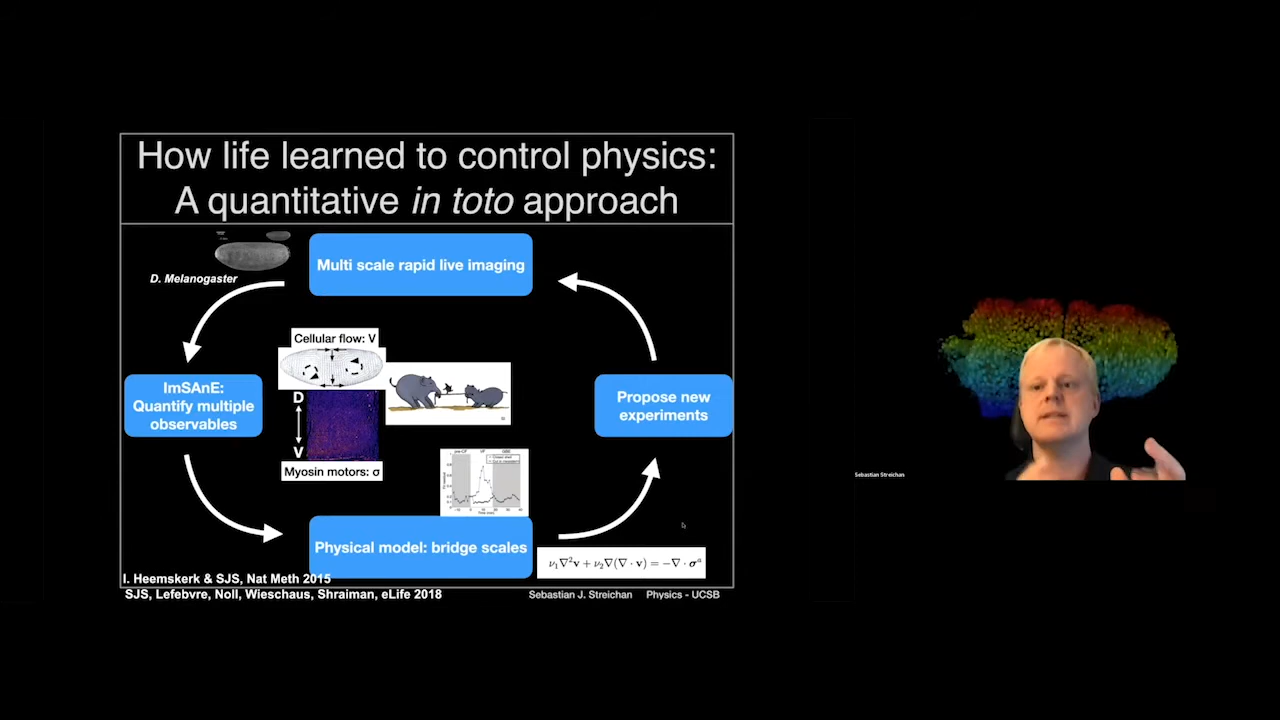 How life learned to control physics:
A quantitative in toto approach
D. Melanogaster
Multi scale rapid live imaging
Cellular flow: V
ImSAnE:
Quantify multiple
observables
D
V
Myosin motors: σ
Propose new
experiments
Physical model: bridge scales
ν₁∇²v + ν₂∇(∇ · v) = −∇ · σᵃ
I. Heemskerk & SJS, Nat Meth 2015
SJS, Lefebvre, Noll, Wieschaus, Shraiman, eLife 2018
Sebastian J. Streichan Physics - UCSB
Sebastian Streichan